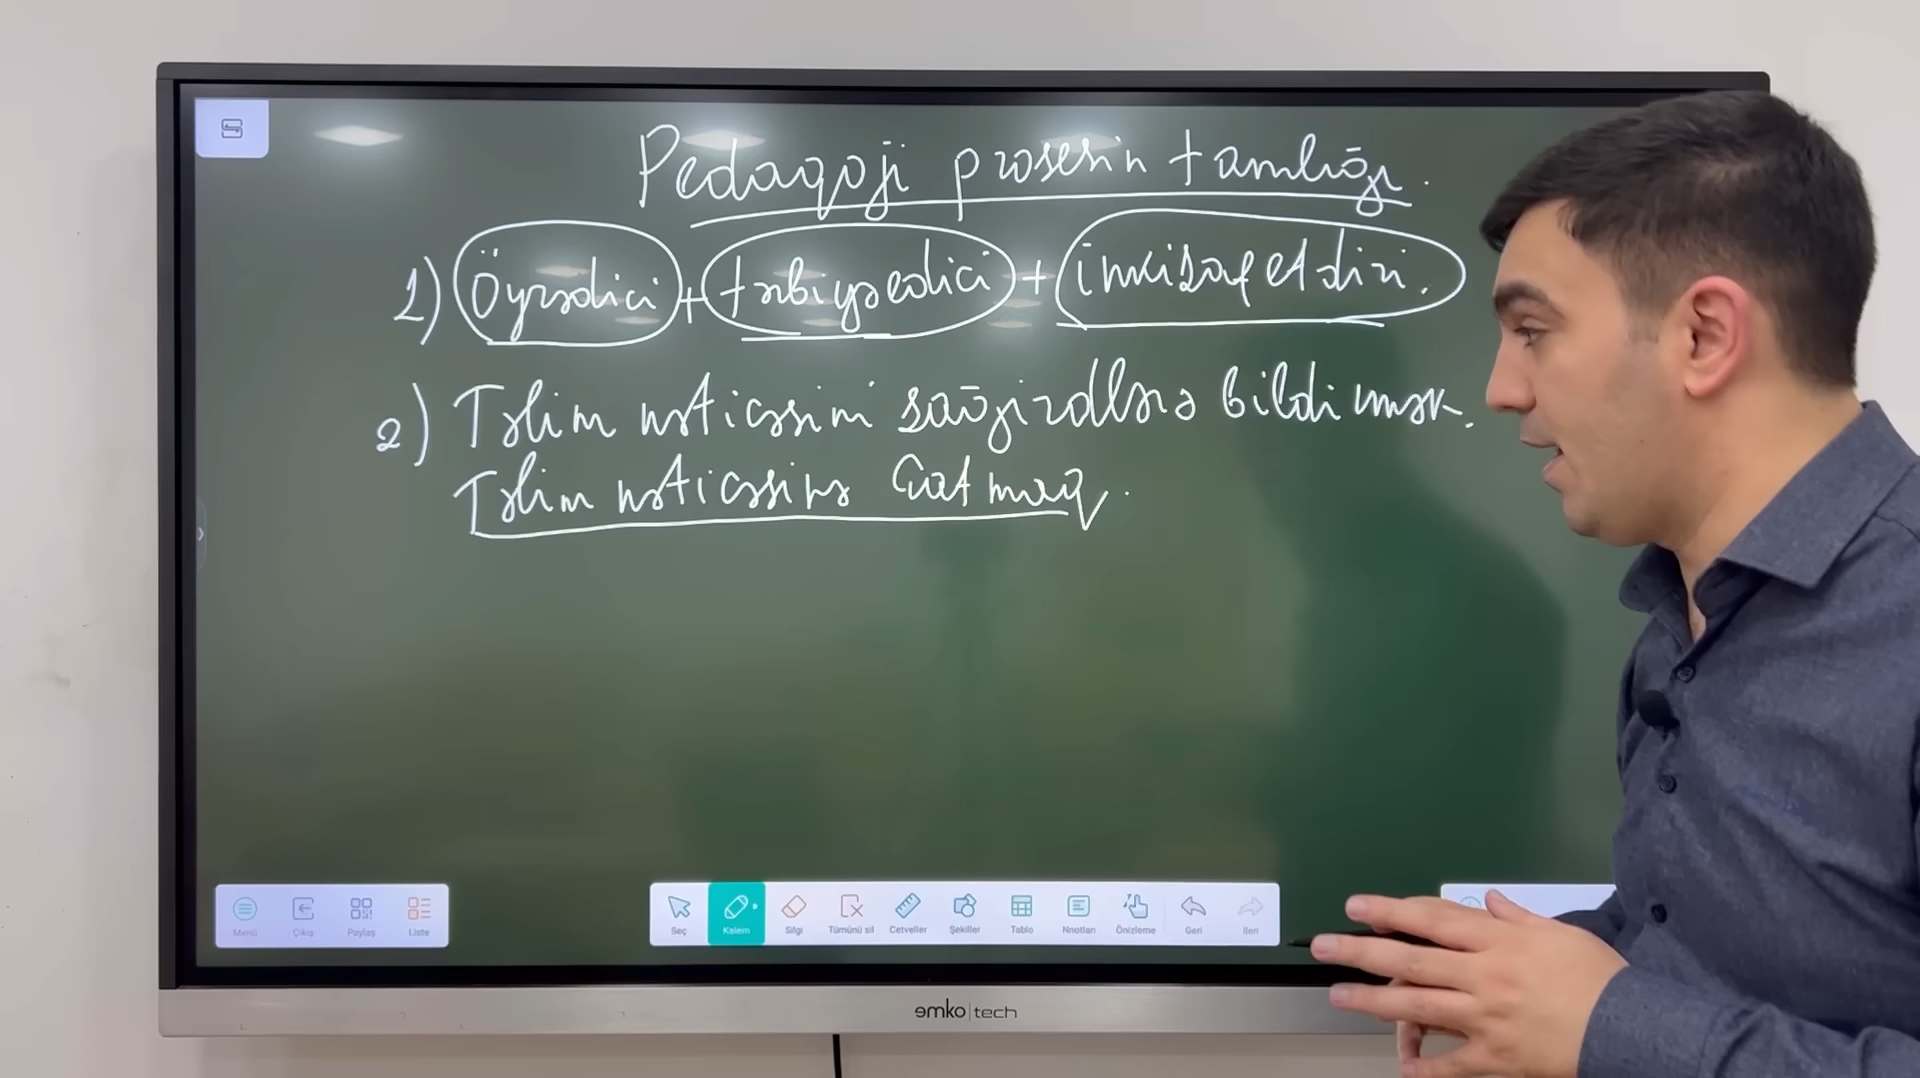 Pedaqoji prosesin tamlığı.
1) Öyrədici + tərbiyəedici + inkişafetdirici.
2) Təlim nəticəsini şagirdlərə bildirmək.
Təlim nəticəsinə çatmaq.
Menü Çıkış Paylaş Liste
Seç Kalem Silgi Tümünü sil Cetveller Şekiller Tablo Nnotları Önizleme Geri İleri
emko|tech